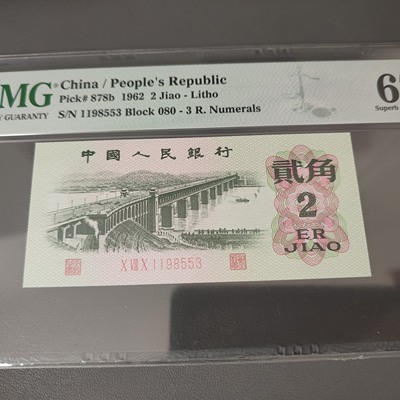 MG China / People's Republic
Pick# 878b 1962 2 Jiao - Litho
Y GUARANTY S/N 1198553 Block 080 - 3 R. Numerals
Superb
中國人民銀行
貳角
2
ER
JIAO
X VIII X 1198553